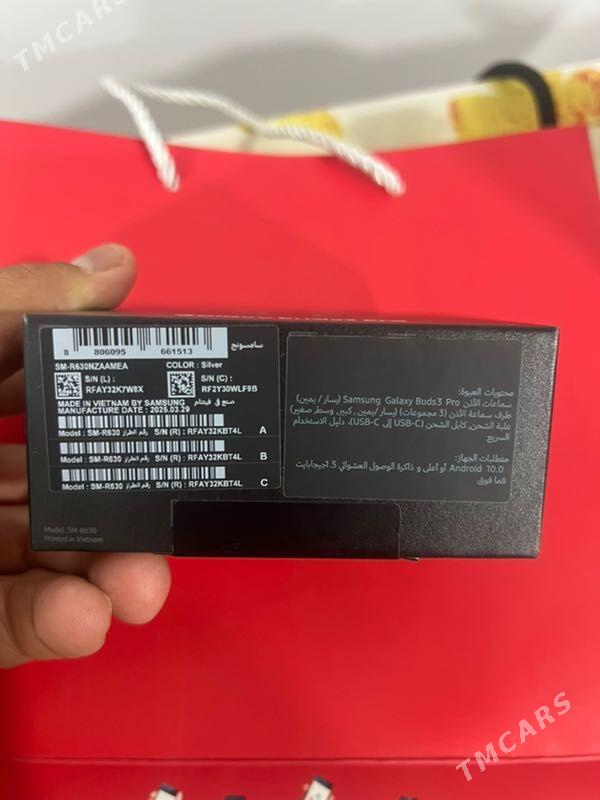 TMCARS
8 806095 661513
سامسونج
SM-R630NZAAMEA COLOR : Silver
S/N (L) : S/N (C) :
RFAY32K7W8X RF2Y30WLF9B
MADE IN VIETNAM BY SAMSUNG صنع في فيتنام
MANUFACTURE DATE : 2025.03.29
Model : SM-R630 رقم الطراز S/N (R) : RFAY32KBT4L A
Model : SM-R630 رقم الطراز S/N (R) : RFAY32KBT4L B
Model : SM-R630 رقم الطراز S/N (R) : RFAY32KBT4L C
Model: SM-R630
Printed in Vietnam
محتويات العبوة:
سماعات الأذن Samsung Galaxy Buds3 Pro (يسار/ يمين)
طرف سماعة الأذن (3 مجموعات) (يسار/يمين , كبير, وسط, صغير)
علبة الشحن, كابل الشحن (USB-C إلى USB-C), دليل الاستخدام
السريع
متطلبات الجهاز:
Android 10.0 أو أعلى و ذاكرة الوصول العشوائي 1.5جيجابايت
فما فوق
TMCARS